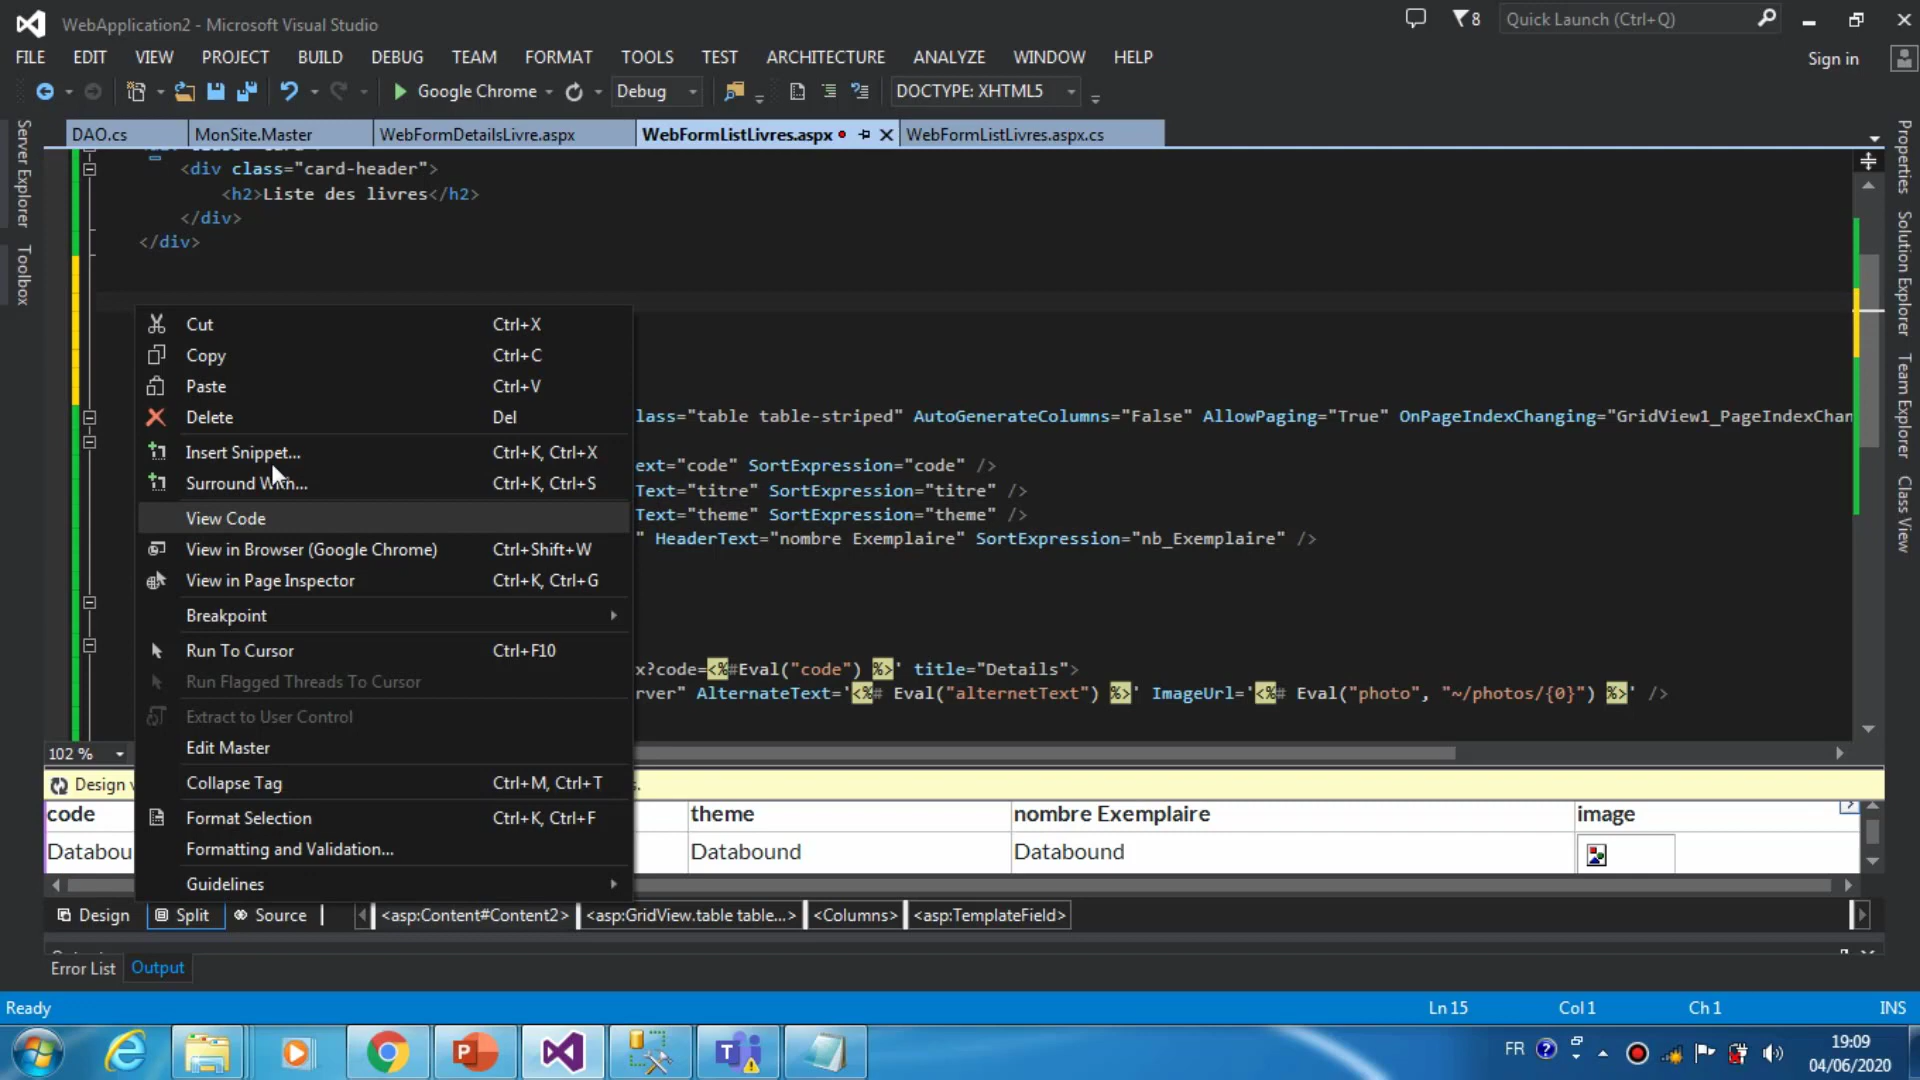 WebApplication2 - Microsoft Visual Studio
8
Quick Launch (Ctrl+Q)
FILE EDIT VIEW PROJECT BUILD DEBUG TEAM FORMAT TOOLS TEST ARCHITECTURE ANALYZE WINDOW HELP
Sign in
Google Chrome
Debug
DOCTYPE: XHTML5
DAO.cs
MonSite.Master
WebFormDetailsLivre.aspx
WebFormListLivres.aspx
WebFormListLivres.aspx.cs
Server Explorer
Toolbox
Properties
Solution Explorer
Team Explorer
Class View
<div class="card-header">
<h2>Liste des livres</h2>
</div>
</div>
Cut Ctrl+X
Copy Ctrl+C
Paste Ctrl+V
Delete Del
Insert Snippet... Ctrl+K, Ctrl+X
Surround With... Ctrl+K, Ctrl+S
View Code
View in Browser (Google Chrome) Ctrl+Shift+W
View in Page Inspector Ctrl+K, Ctrl+G
Breakpoint
Run To Cursor Ctrl+F10
Run Flagged Threads To Cursor
Extract to User Control
Edit Master
Collapse Tag Ctrl+M, Ctrl+T
Format Selection Ctrl+K, Ctrl+F
Formatting and Validation...
Guidelines
lass="table table-striped" AutoGenerateColumns="False" AllowPaging="True" OnPageIndexChanging="GridView1_PageIndexChan
ext="code" SortExpression="code" />
Text="titre" SortExpression="titre" />
Text="theme" SortExpression="theme" />
" HeaderText="nombre Exemplaire" SortExpression="nb_Exemplaire" />
x?code=<%#Eval("code") %>' title="Details">
rver" AlternateText='<%# Eval("alternetText") %>' ImageUrl='<%# Eval("photo", "~/photos/{0}") %>' />
102 %
Design
code theme nombre Exemplaire image
Databou Databound Databound
Design Split Source
<asp:Content#Content2> <asp:GridView.table table...> <Columns> <asp:TemplateField>
Error List Output
Ready Ln 15 Col 1 Ch 1 INS
FR
19:09
04/06/2020